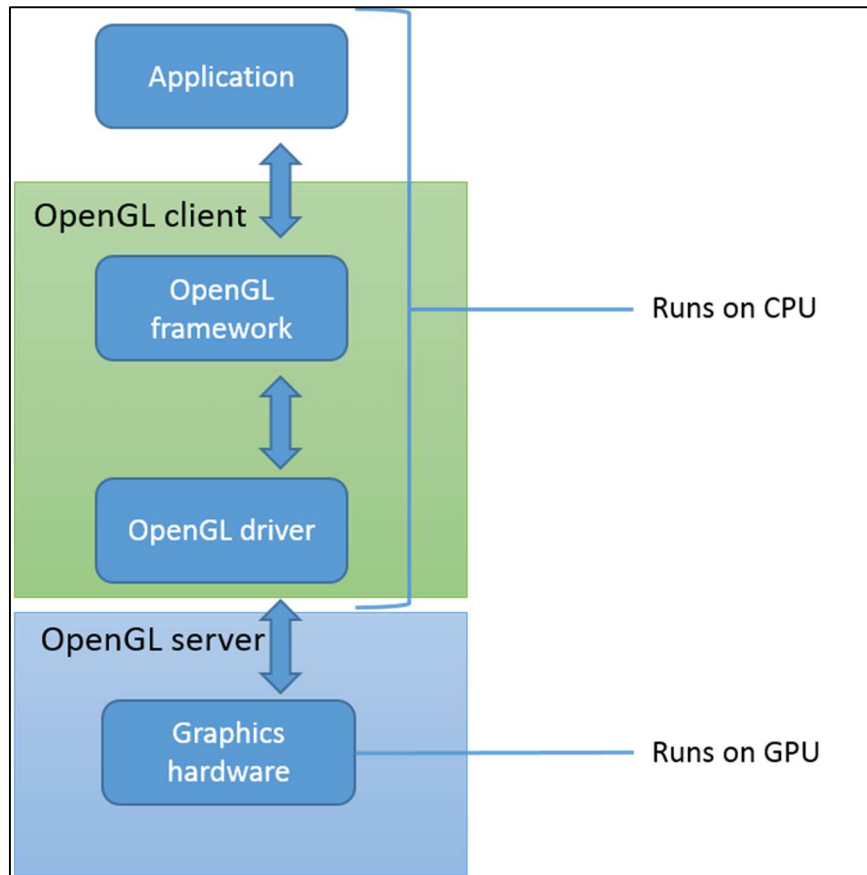 Application
OpenGL client
OpenGL
framework
Runs on CPU
OpenGL driver
OpenGL server
Graphics
hardware
Runs on GPU